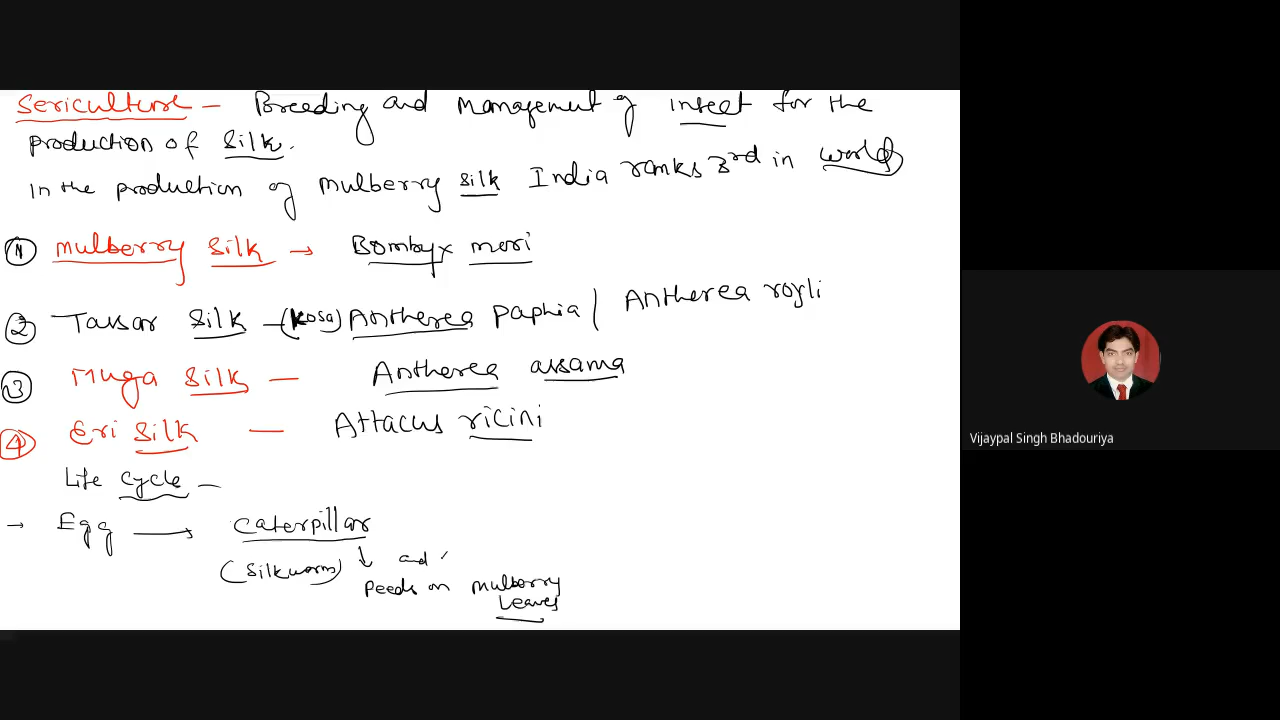 Sericulture - Breeding and Management of insect for the
production of silk.
In the production of Mulberry silk India ranks 3rd in world
① Mulberry silk → Bombyx mori
② Tassar silk - (Kosa) Antherea paphia / Antherea royli
③ Muga silk - Antherea assama
④ Eri silk - Attacus ricini
Life cycle -
→ Egg → Caterpillar
(silkworm) ↓ and
Feeds on Mulberry
Leaves
Vijaypal Singh Bhadouriya